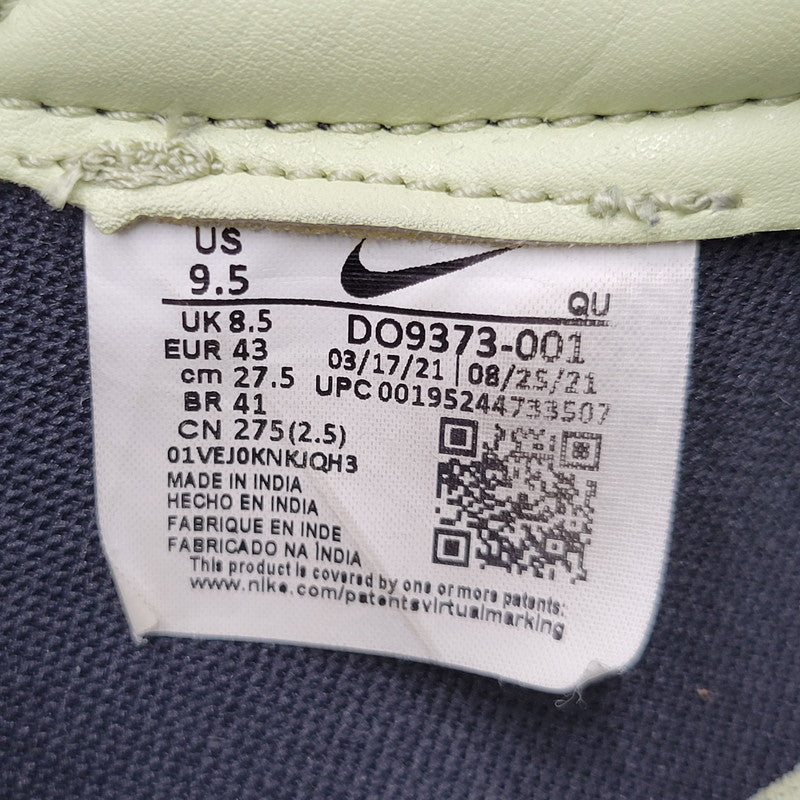 US
9.5
QU
UK 8.5
EUR 43
cm 27.5
BR 41
CN 275(2.5)
DO9373-001
03/17/21 | 08/25/21
UPC 00195244733507
01VEJ0KNKJQH3
MADE IN INDIA
HECHO EN INDIA
FABRIQUE EN INDE
FABRICADO NA ÍNDIA
This product is covered by one or more patents:
www.nike.com/patentsvirtualmarking